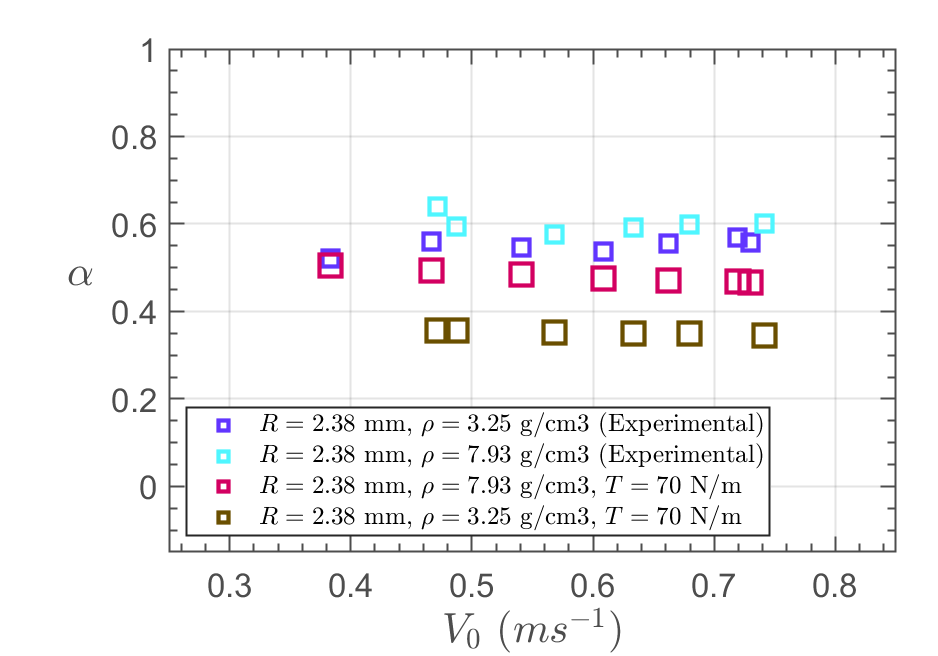 1
0.8
0.6
0.4
0.2
0
α
R = 2.38 mm, ρ = 3.25 g/cm3 (Experimental)
R = 2.38 mm, ρ = 7.93 g/cm3 (Experimental)
R = 2.38 mm, ρ = 7.93 g/cm3, T = 70 N/m
R = 2.38 mm, ρ = 3.25 g/cm3, T = 70 N/m
0.3 0.4 0.5 0.6 0.7 0.8
V₀ (ms⁻¹)